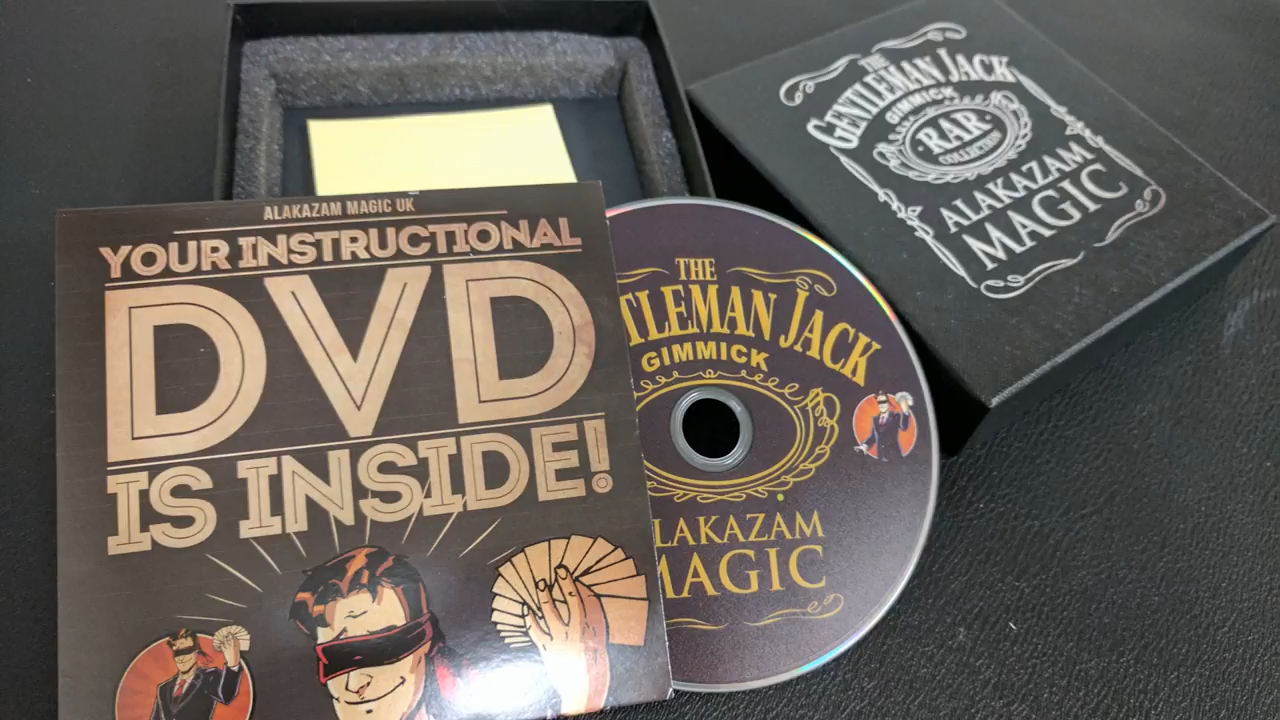 ALAKAZAM MAGIC UK
YOUR INSTRUCTIONAL
DVD
IS INSIDE!
THE
TLEMAN JACK
GIMMICK
LAKAZAM
MAGIC
THE
GENTLEMAN JACK
GIMMICK
·RAR·
COLLECTION
ALAKAZAM
MAGIC